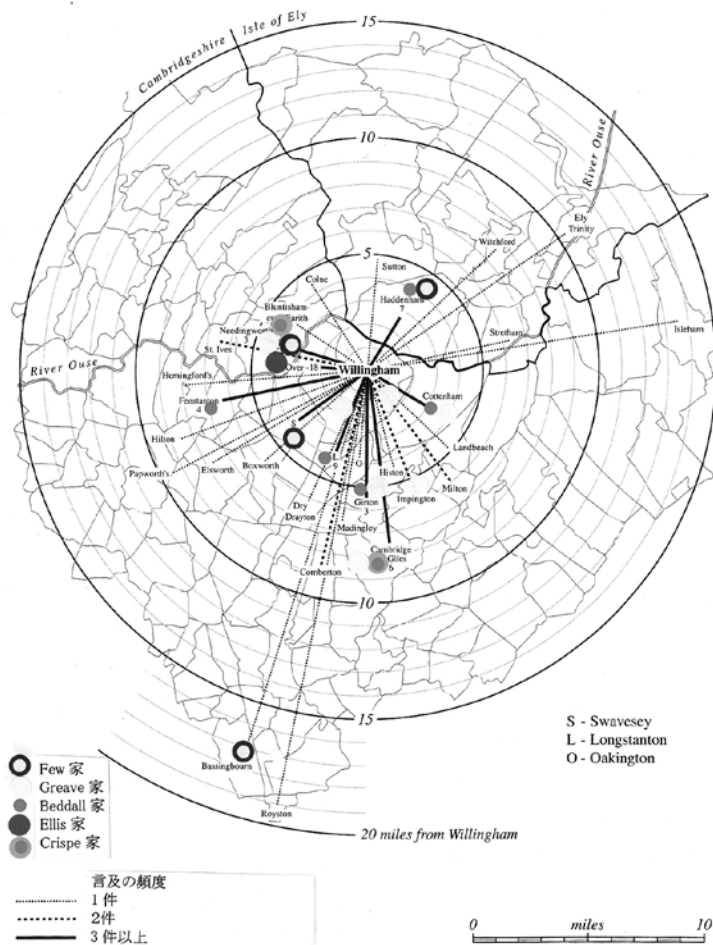 15
Cambridgeshire
Isle of Ely
10
River Ouse
Ely
Trinity
Witchford
5
Sutton
Colne
Haddenham
7
Bluntisham-
Earith
Needingworth
3
Stretham
Isleham
St. Ives
River Ouse
Over -18
Willingham
Hemingford's
Fenstanton
4
Cottenham
S
Hilton
Landbeach
Boxworth
L
9
O
Elsworth
Papworth's
Histon
Milton
Impington
Girton
3
Dry
Drayton
Madingley
Cambridge
Giles
6
Comberton
10
15
S - Swavesey
L - Longstanton
O - Oakington
Bassingbourn
Few 家
Greave 家
Beddall 家
Ellis 家
Crispe 家
Royston
20 miles from Willingham
言及の頻度
1件
2件
3件以上
0 miles 10